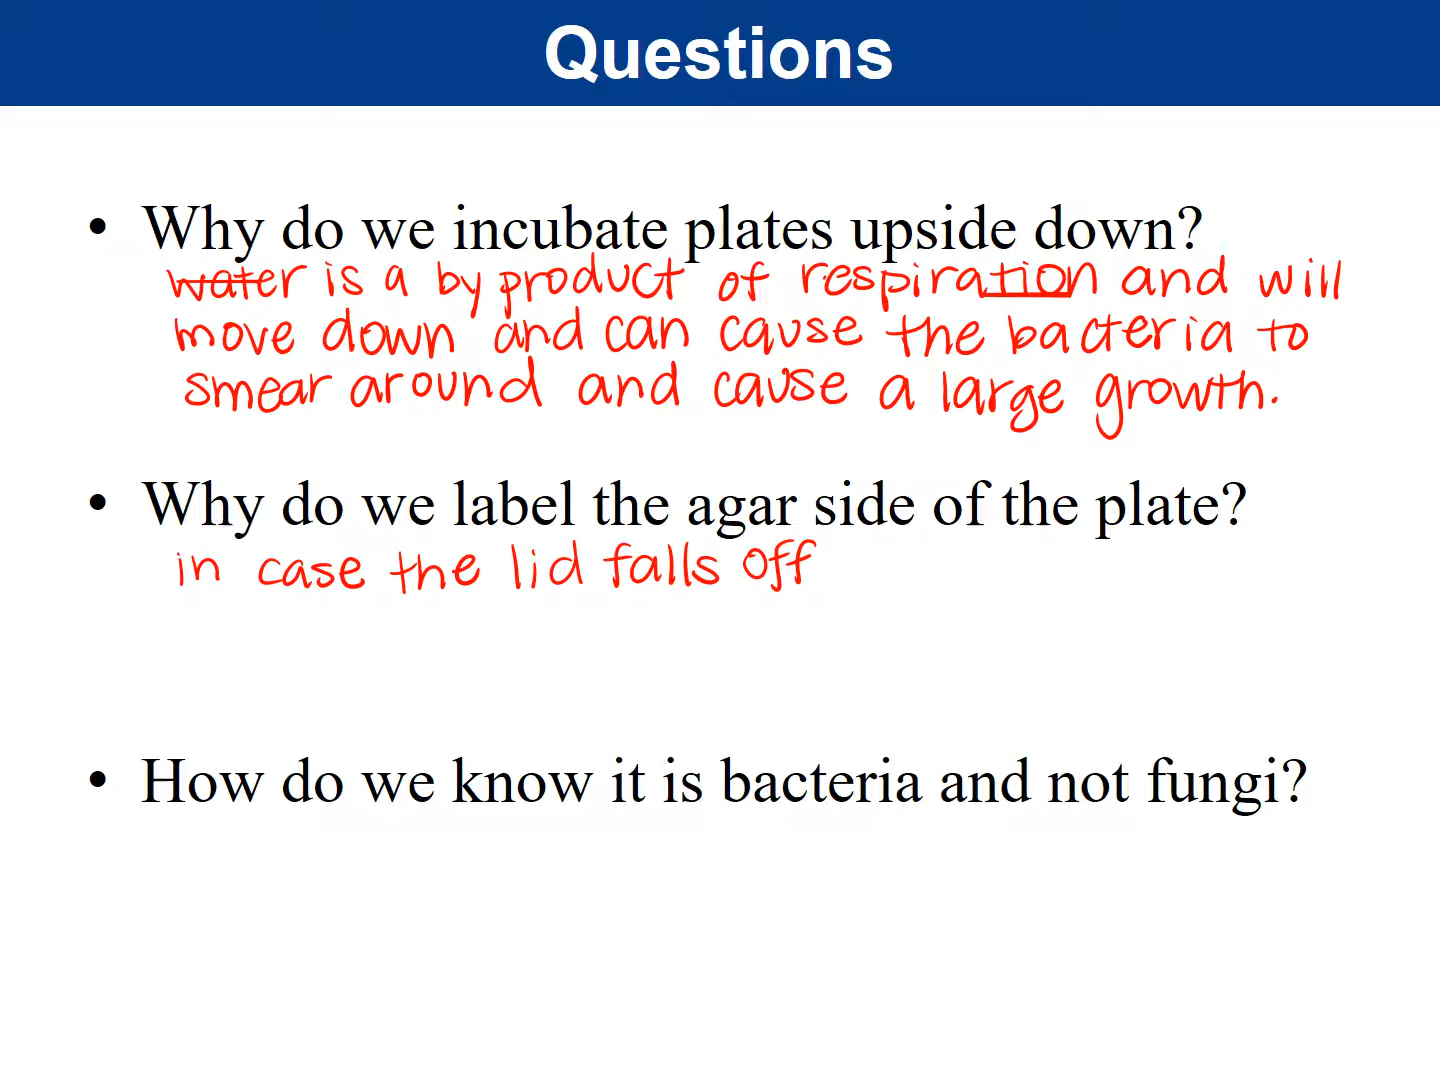 Questions
• Why do we incubate plates upside down?
water is a by product of respiration and will
move down and can cause the bacteria to
smear around and cause a large growth.
• Why do we label the agar side of the plate?
in case the lid falls off
• How do we know it is bacteria and not fungi?